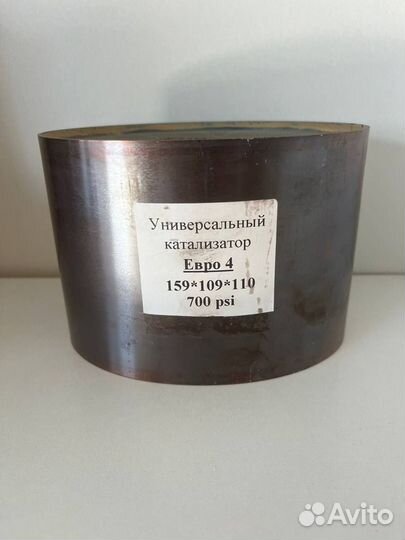 Универсальный
катализатор
Евро 4
159*109*110
700 psi
Avito